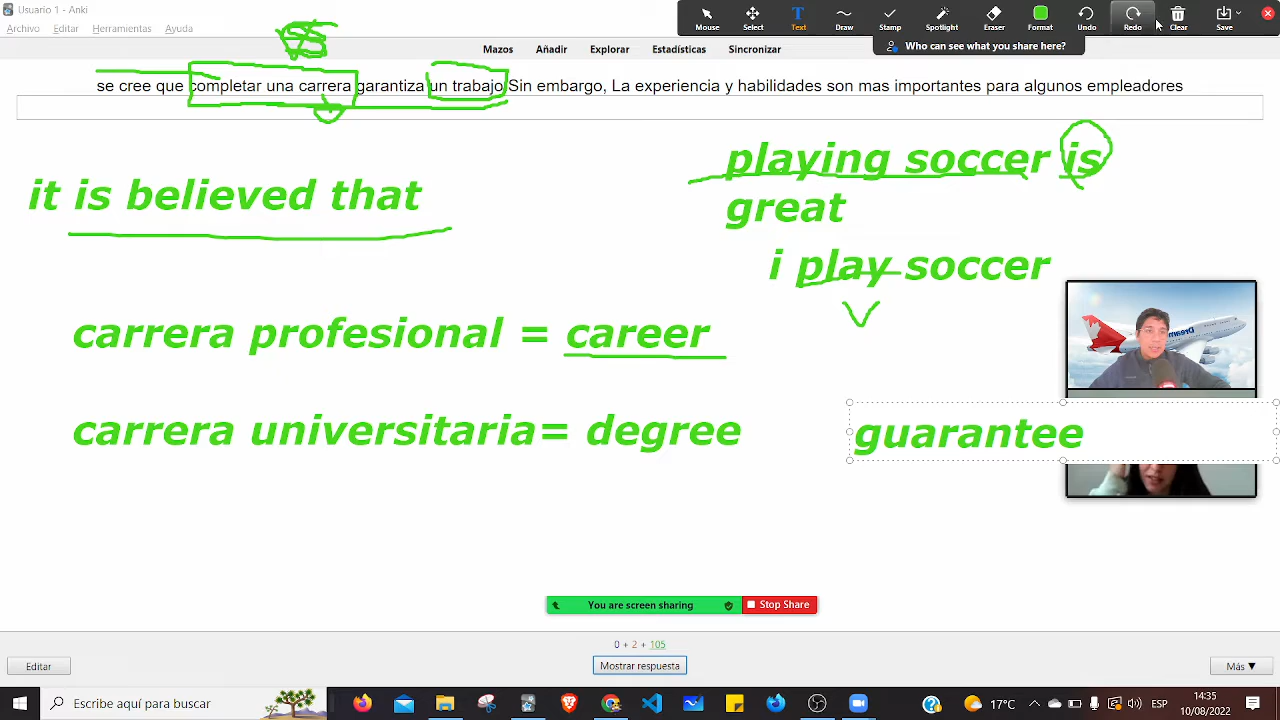 Usuario 1 - Anki
Archivo Editar Herramientas Ayuda
Mouse Select Text Draw Stamp Spotlight Eraser Format Undo Redo Clear Save
Who can see what you share here?
Mazos Añadir Explorar Estadísticas Sincronizar
se cree que completar una carrera garantiza un trabajo Sin embargo, La experiencia y habilidades son mas importantes para algunos empleadores
playing soccer is
great
it is believed that
i play soccer
carrera profesional = career
carrera universitaria= degree
guarantee
You are screen sharing Stop Share
0 + 2 + 105
Editar Mostrar respuesta Más ▼
Escribe aquí para buscar 17°C ESP 14:35
10/08/2022